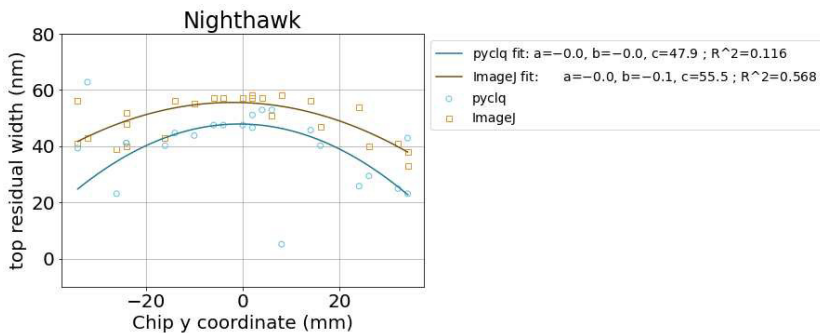 Nighthawk
80
60
40
20
0
top residual width (nm)
−20
0
20
Chip y coordinate (mm)
pyclq fit: a=−0.0, b=−0.0, c=47.9 ; R^2=0.116
ImageJ fit: a=−0.0, b=−0.1, c=55.5 ; R^2=0.568
pyclq
ImageJ